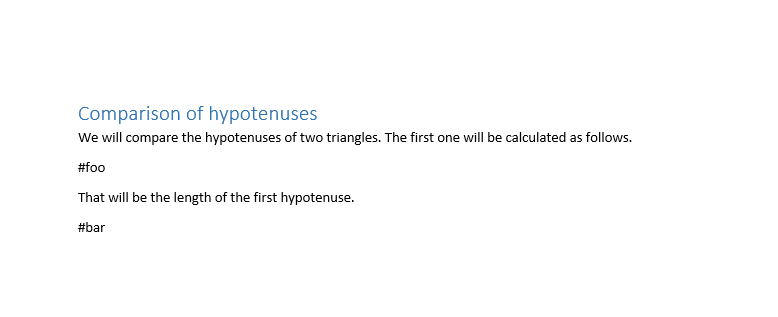 Comparison of hypotenuses
We will compare the hypotenuses of two triangles. The first one will be calculated as follows.
#foo
That will be the length of the first hypotenuse.
#bar